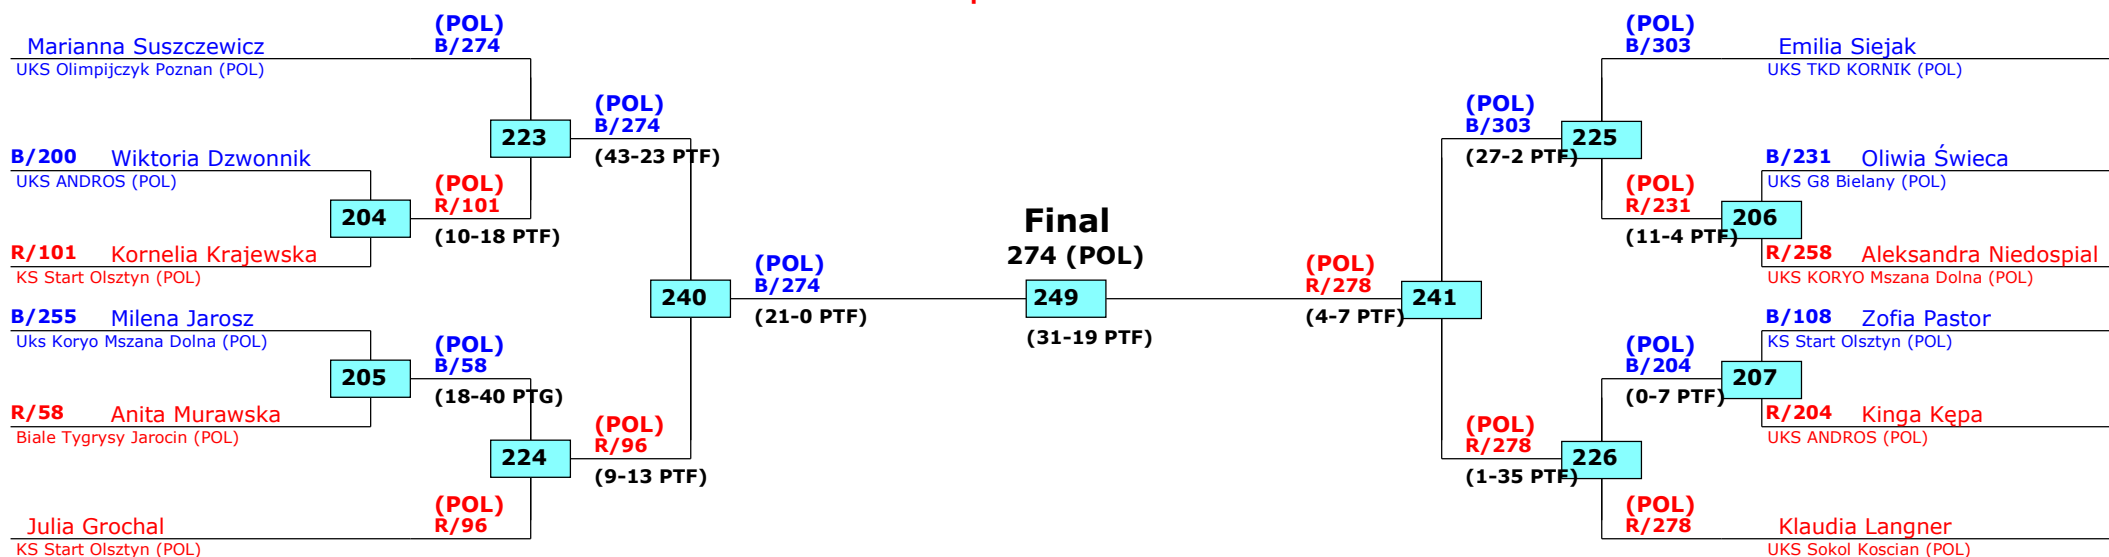 (POL)
B/274
Marianna Suszczewicz
UKS Olimpijczyk Poznan (POL)
223
(POL)
B/274
(43-23 PTF)
B/200 Wiktoria Dzwonnik
UKS ANDROS (POL)
204
(POL)
R/101
(10-18 PTF)
R/101 Kornelia Krajewska
KS Start Olsztyn (POL)
240
(POL)
B/274
(21-0 PTF)
B/255 Milena Jarosz
Uks Koryo Mszana Dolna (POL)
205
(POL)
B/58
(18-40 PTG)
R/58 Anita Murawska
Biale Tygrysy Jarocin (POL)
224
(POL)
R/96
(9-13 PTF)
(POL)
R/96
Julia Grochal
KS Start Olsztyn (POL)
Final
274 (POL)
249
(31-19 PTF)
(POL)
B/303
Emilia Siejak
UKS TKD KORNIK (POL)
(POL)
B/303
225
(27-2 PTF)
B/231 Oliwia Świeca
UKS G8 Bielany (POL)
(POL)
R/231
206
(11-4 PTF)
R/258 Aleksandra Niedospial
UKS KORYO Mszana Dolna (POL)
(POL)
R/278
241
(4-7 PTF)
B/108 Zofia Pastor
KS Start Olsztyn (POL)
(POL)
B/204
207
(0-7 PTF)
R/204 Kinga Kępa
UKS ANDROS (POL)
(POL)
R/278
226
(1-35 PTF)
(POL)
R/278
Klaudia Langner
UKS Sokol Koscian (POL)